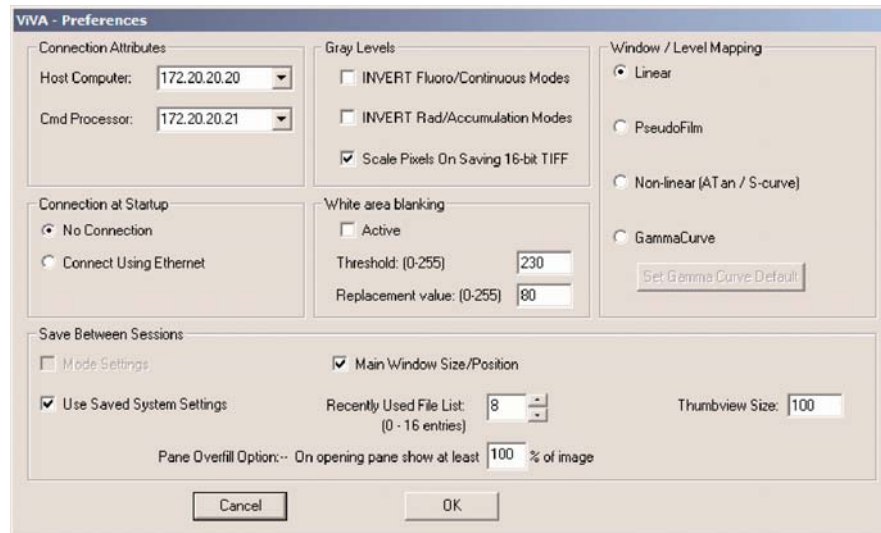 ViVA - Preferences
Connection Attributes
Host Computer: 172.20.20.20
Cmd Processor: 172.20.20.21
Gray Levels
INVERT Fluoro/Continuous Modes
INVERT Rad/Accumulation Modes
Scale Pixels On Saving 16-bit TIFF
Window / Level Mapping
Linear
PseudoFilm
Non-linear (ATan / S-curve)
GammaCurve
Set Gamma Curve Default
Connection at Startup
No Connection
Connect Using Ethernet
White area blanking
Active
Threshold: (0-255) 230
Replacement value: (0-255) 80
Save Between Sessions
Mode Settings
Main Window Size/Position
Use Saved System Settings
Recently Used File List: 8
(0 - 16 entries)
Thumbview Size: 100
Pane Overfill Option:-- On opening pane show at least 100 % of image
Cancel
OK